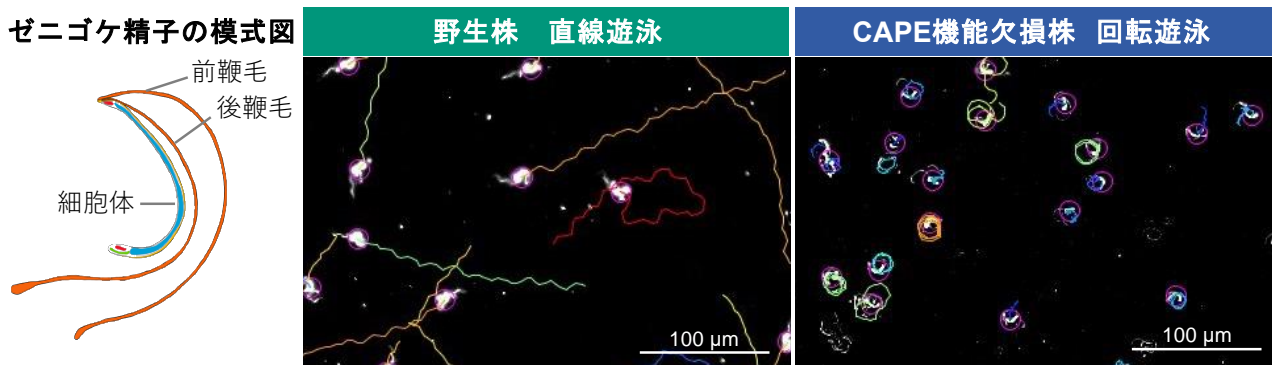 ゼニゴケ精子の模式図
前鞭毛
後鞭毛
細胞体
野生株 直線遊泳
100 µm
CAPE機能欠損株 回転遊泳
100 µm